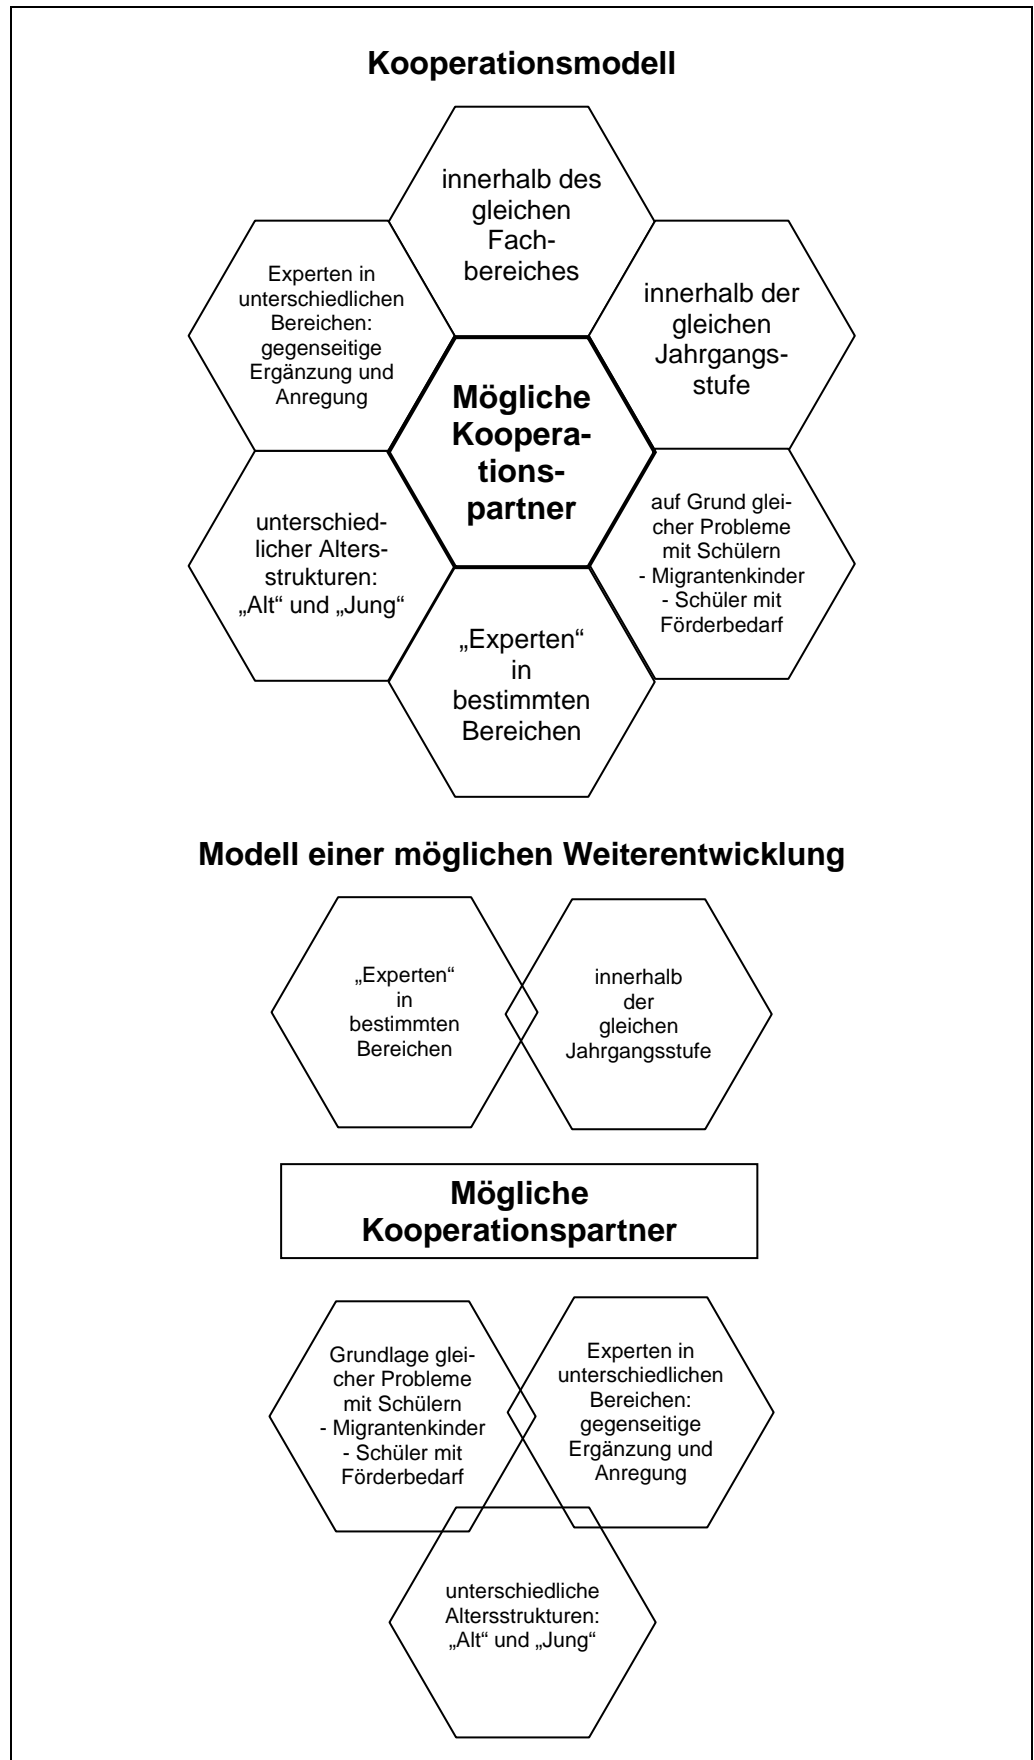 Kooperationsmodell
innerhalb des
gleichen
Fach-
bereiches
Experten in
unterschiedlichen
Bereichen:
gegenseitige
Ergänzung und
Anregung
innerhalb der
gleichen
Jahrgangs-
stufe
Mögliche
Koopera-
tions-
partner
unterschied-
licher Alters-
strukturen:
„Alt“ und „Jung“
auf Grund glei-
cher Probleme
mit Schülern
- Migrantenkinder
- Schüler mit
Förderbedarf
„Experten“
in
bestimmten
Bereichen
Modell einer möglichen Weiterentwicklung
„Experten“
in
bestimmten
Bereichen
innerhalb
der
gleichen
Jahrgangsstufe
Mögliche
Kooperationspartner
Grundlage glei-
cher Probleme
mit Schülern
- Migrantenkinder
- Schüler mit
Förderbedarf
Experten in
unterschiedlichen
Bereichen:
gegenseitige
Ergänzung und
Anregung
unterschiedliche
Altersstrukturen:
„Alt“ und „Jung“